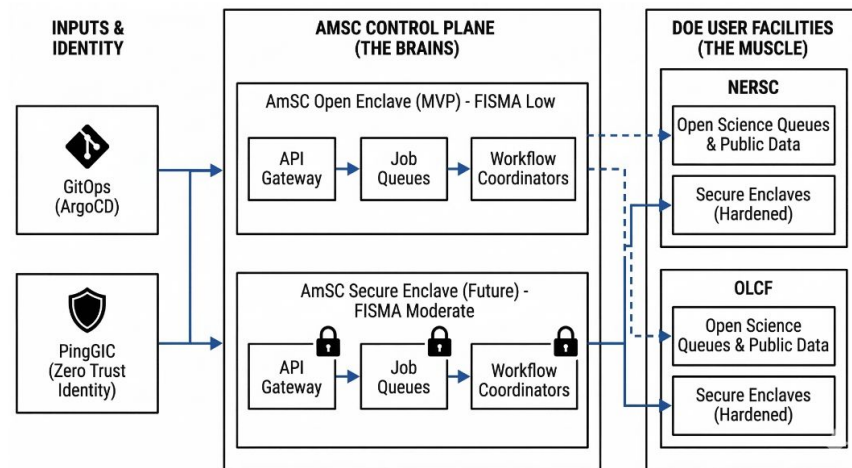 INPUTS &
IDENTITY
GitOps
(ArgoCD)
PingGIC
(Zero Trust
Identity)
AMSC CONTROL PLANE
(THE BRAINS)
AmSC Open Enclave (MVP) - FISMA Low
API
Gateway
Job
Queues
Workflow
Coordinators
AmSC Secure Enclave (Future) -
FISMA Moderate
API
Gateway
Job
Queues
Workflow
Coordinators
DOE USER FACILITIES
(THE MUSCLE)
NERSC
Open Science Queues
& Public Data
Secure Enclaves
(Hardened)
OLCF
Open Science
Queues & Public Data
Secure Enclaves
(Hardened)